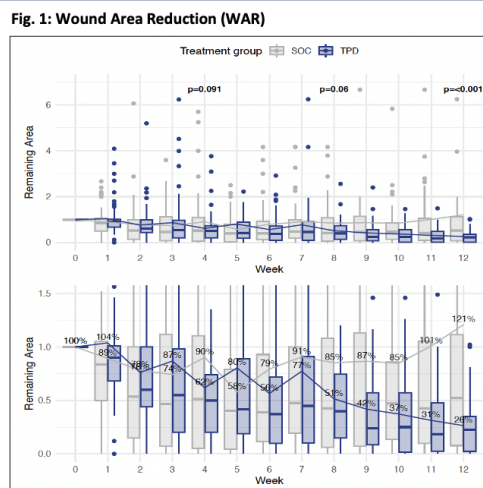 Fig. 1: Wound Area Reduction (WAR)
Treatment group SOC TPD
p=0.091 p=0.06 p=<0.001
6
4
2
0
Remaining Area
0 1 2 3 4 5 6 7 8 9 10 11 12
Week
1.5
1.0
0.5
0.0
Remaining Area
100% 104% 89% 78% 87% 74% 90% 62% 80% 58% 79% 56% 91% 77% 85% 51% 87% 42% 85% 37% 101% 31% 121% 26%
0 1 2 3 4 5 6 7 8 9 10 11 12
Week